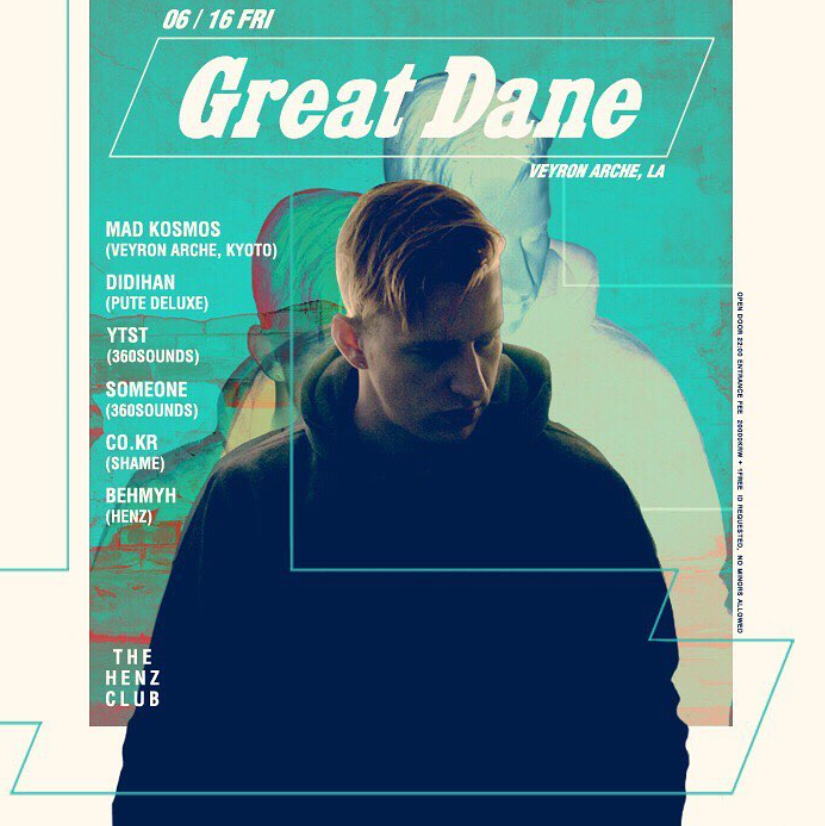 06 / 16 FRI
Great Dane
VEYRON ARCHE, LA
MAD KOSMOS
(VEYRON ARCHE, KYOTO)
DIDIHAN
(PUTE DELUXE)
YTST
(360SOUNDS)
SOMEONE
(360SOUNDS)
CO.KR
(SHAME)
BEHMYH
(HENZ)
OPEN DOOR 22:00 ENTRANCE FEE 20000KRW + 1FREE ID REQUESTED, NO MINORS ALLOWED
THE
HENZ
CLUB